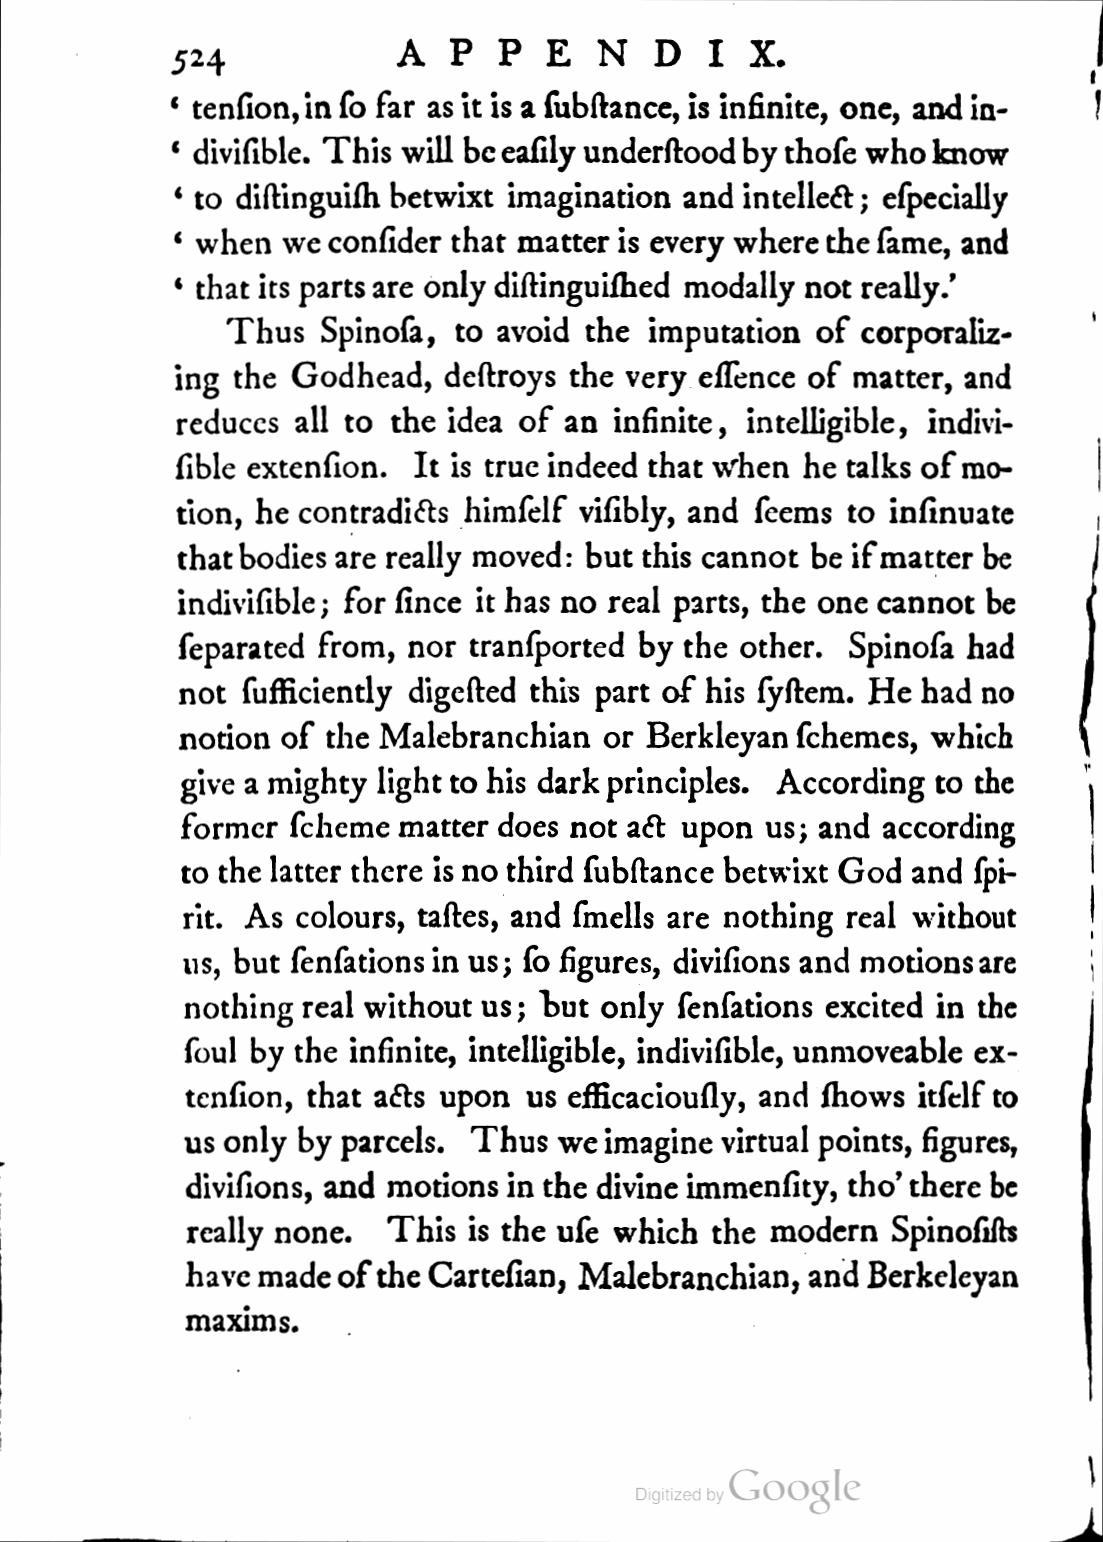 524 APPENDIX.
‘ tenſion, in ſo far as it is a ſubſtance, is infinite, one, and in-
‘ diviſible. This will be eaſily underſtood by thoſe who know
‘ to diſtinguiſh betwixt imagination and intellect; eſpecially
‘ when we conſider that matter is every where the ſame, and
‘ that its parts are only diſtinguiſhed modally not really.’
Thus Spinoſa, to avoid the imputation of corporaliz-
ing the Godhead, deſtroys the very eſſence of matter, and
reduces all to the idea of an infinite, intelligible, indivi-
ſible extenſion. It is true indeed that when he talks of mo-
tion, he contradicts himſelf viſibly, and ſeems to inſinuate
that bodies are really moved: but this cannot be if matter be
indiviſible; for ſince it has no real parts, the one cannot be
ſeparated from, nor tranſported by the other. Spinoſa had
not ſufficiently digeſted this part of his ſyſtem. He had no
notion of the Malebranchian or Berkleyan ſchemes, which
give a mighty light to his dark principles. According to the
former ſcheme matter does not act upon us; and according
to the latter there is no third ſubſtance betwixt God and ſpi-
rit. As colours, taſtes, and ſmells are nothing real without
us, but ſenſations in us; ſo figures, diviſions and motions are
nothing real without us; but only ſenſations excited in the
ſoul by the infinite, intelligible, indiviſible, unmoveable ex-
tenſion, that acts upon us efficaciouſly, and ſhows itſelf to
us only by parcels. Thus we imagine virtual points, figures,
diviſions, and motions in the divine immenſity, tho’ there be
really none. This is the uſe which the modern Spinoſiſts
have made of the Carteſian, Malebranchian, and Berkeleyan
maxims.
Digitized by Google